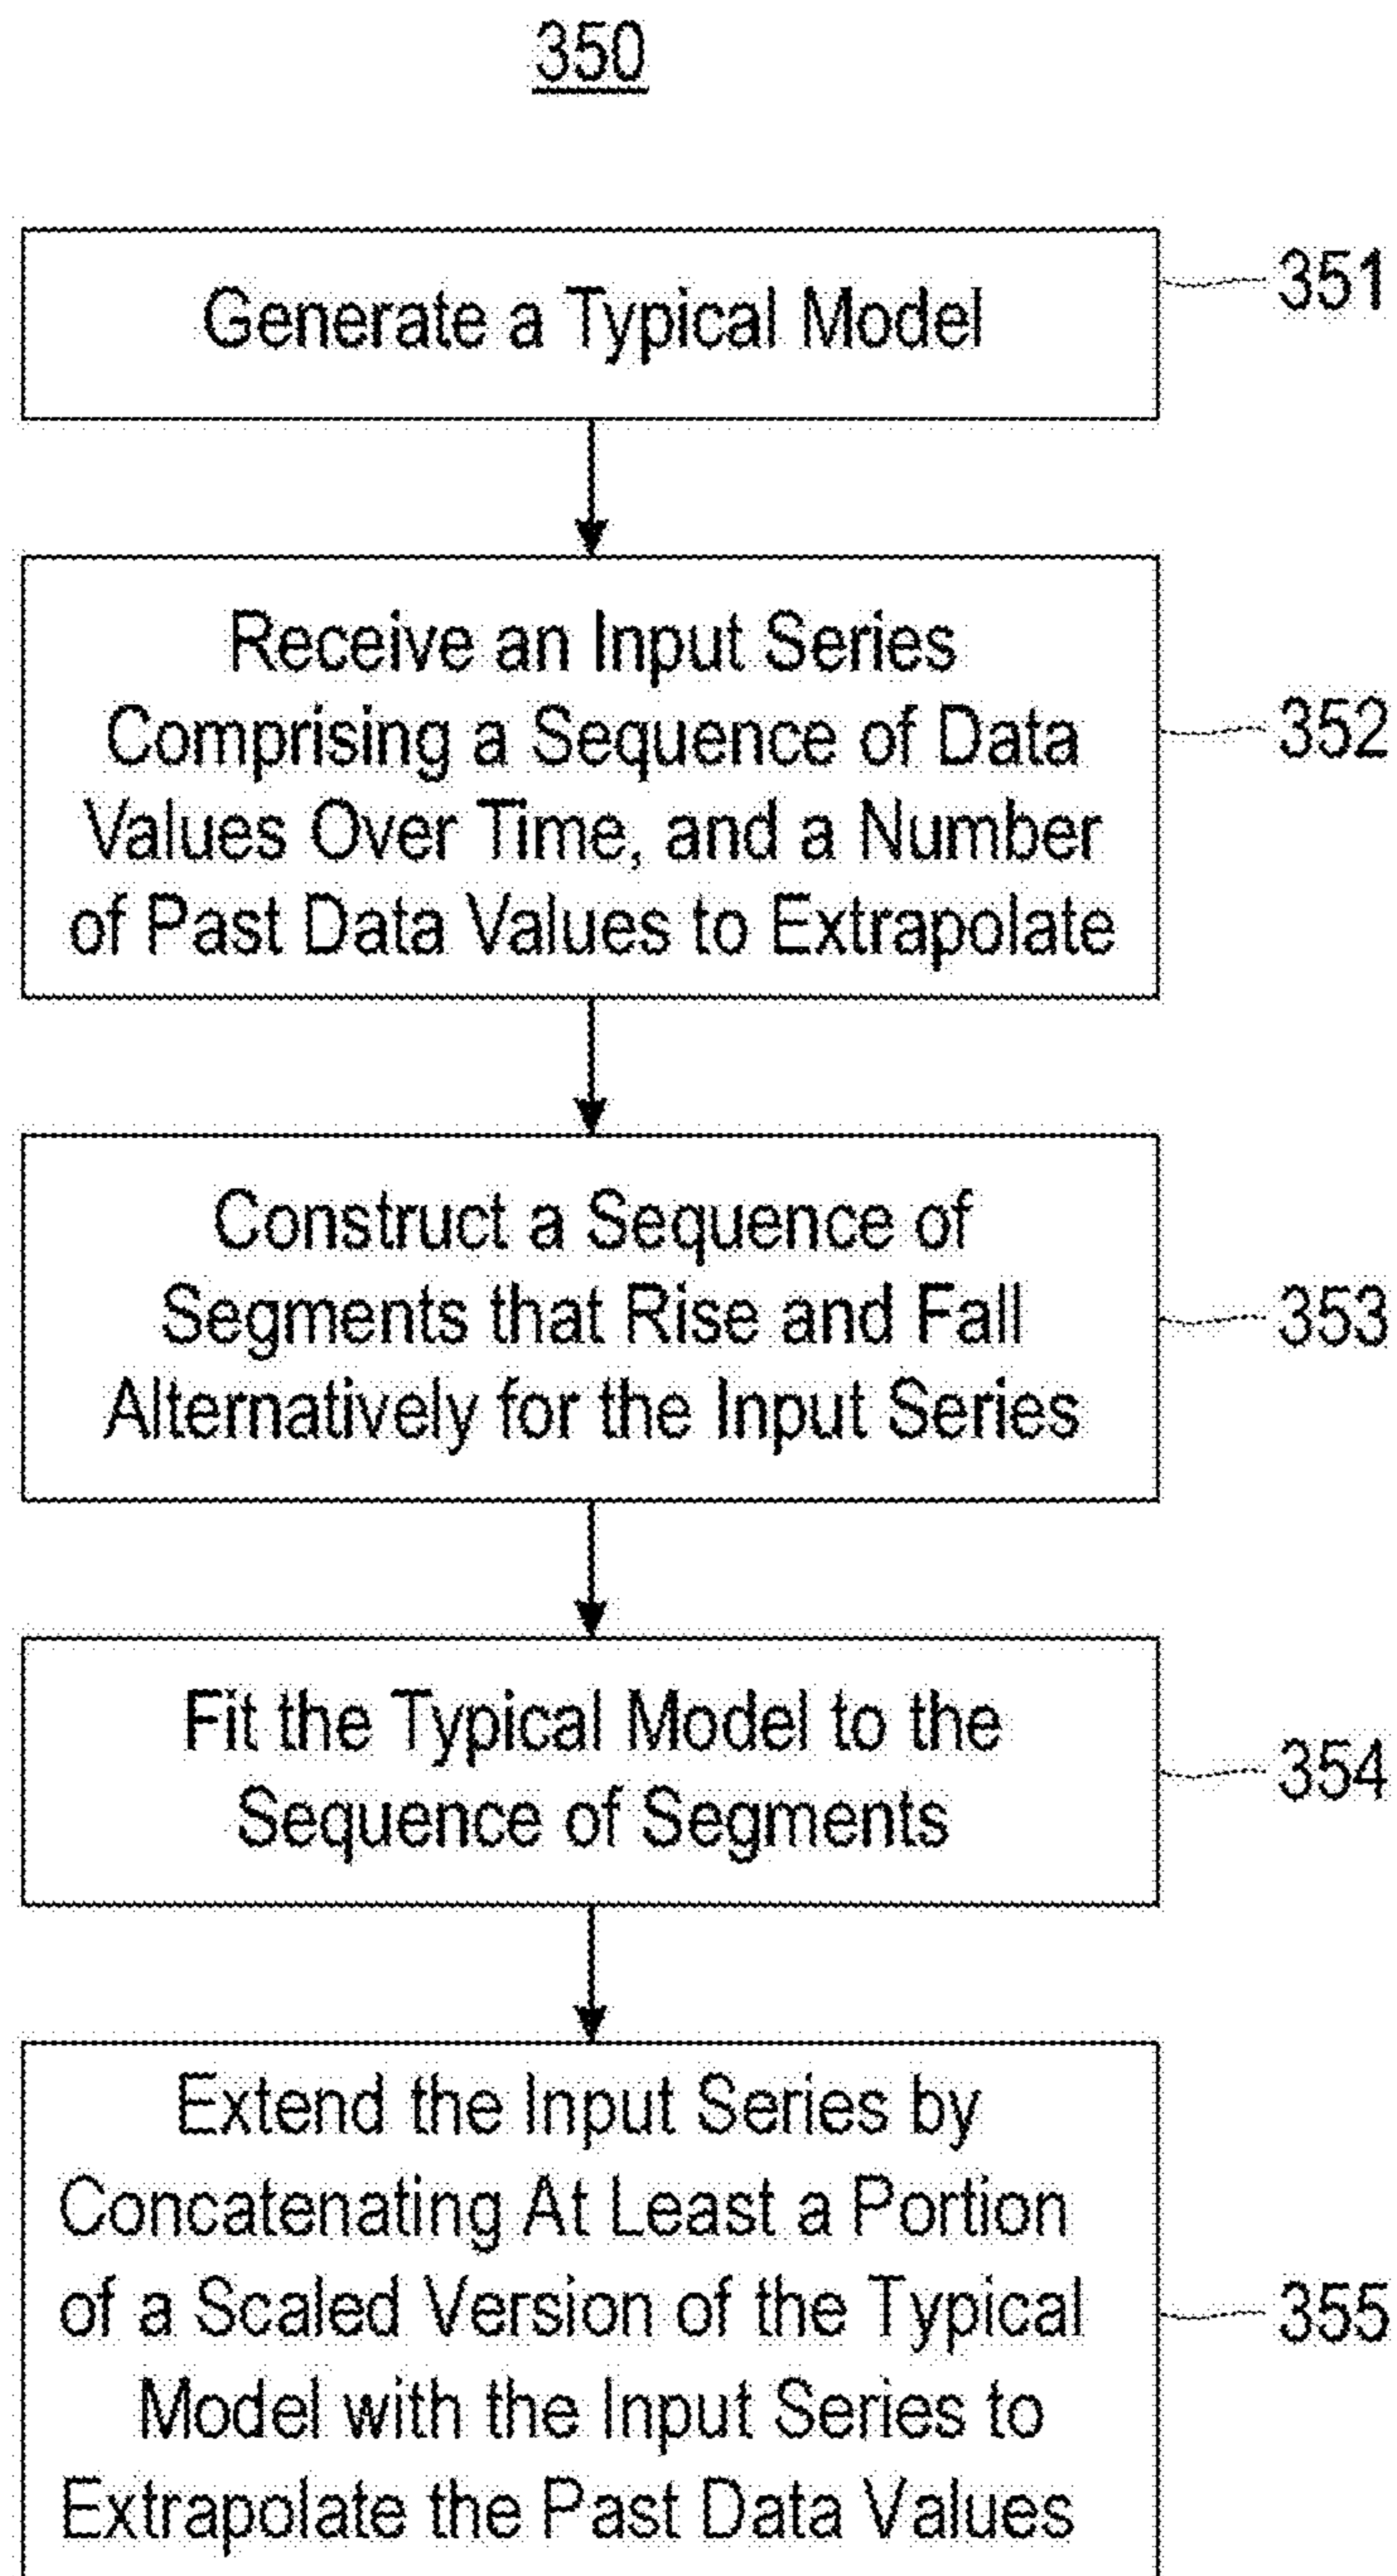 350
Generate a Typical Model
351
Receive an Input Series
Comprising a Sequence of Data
Values Over Time, and a Number
of Past Data Values to Extrapolate
352
Construct a Sequence of
Segments that Rise and Fall
Alternatively for the Input Series
353
Fit the Typical Model to the
Sequence of Segments
354
Extend the Input Series by
Concatenating At Least a Portion
of a Scaled Version of the Typical
Model with the Input Series to
Extrapolate the Past Data Values
355